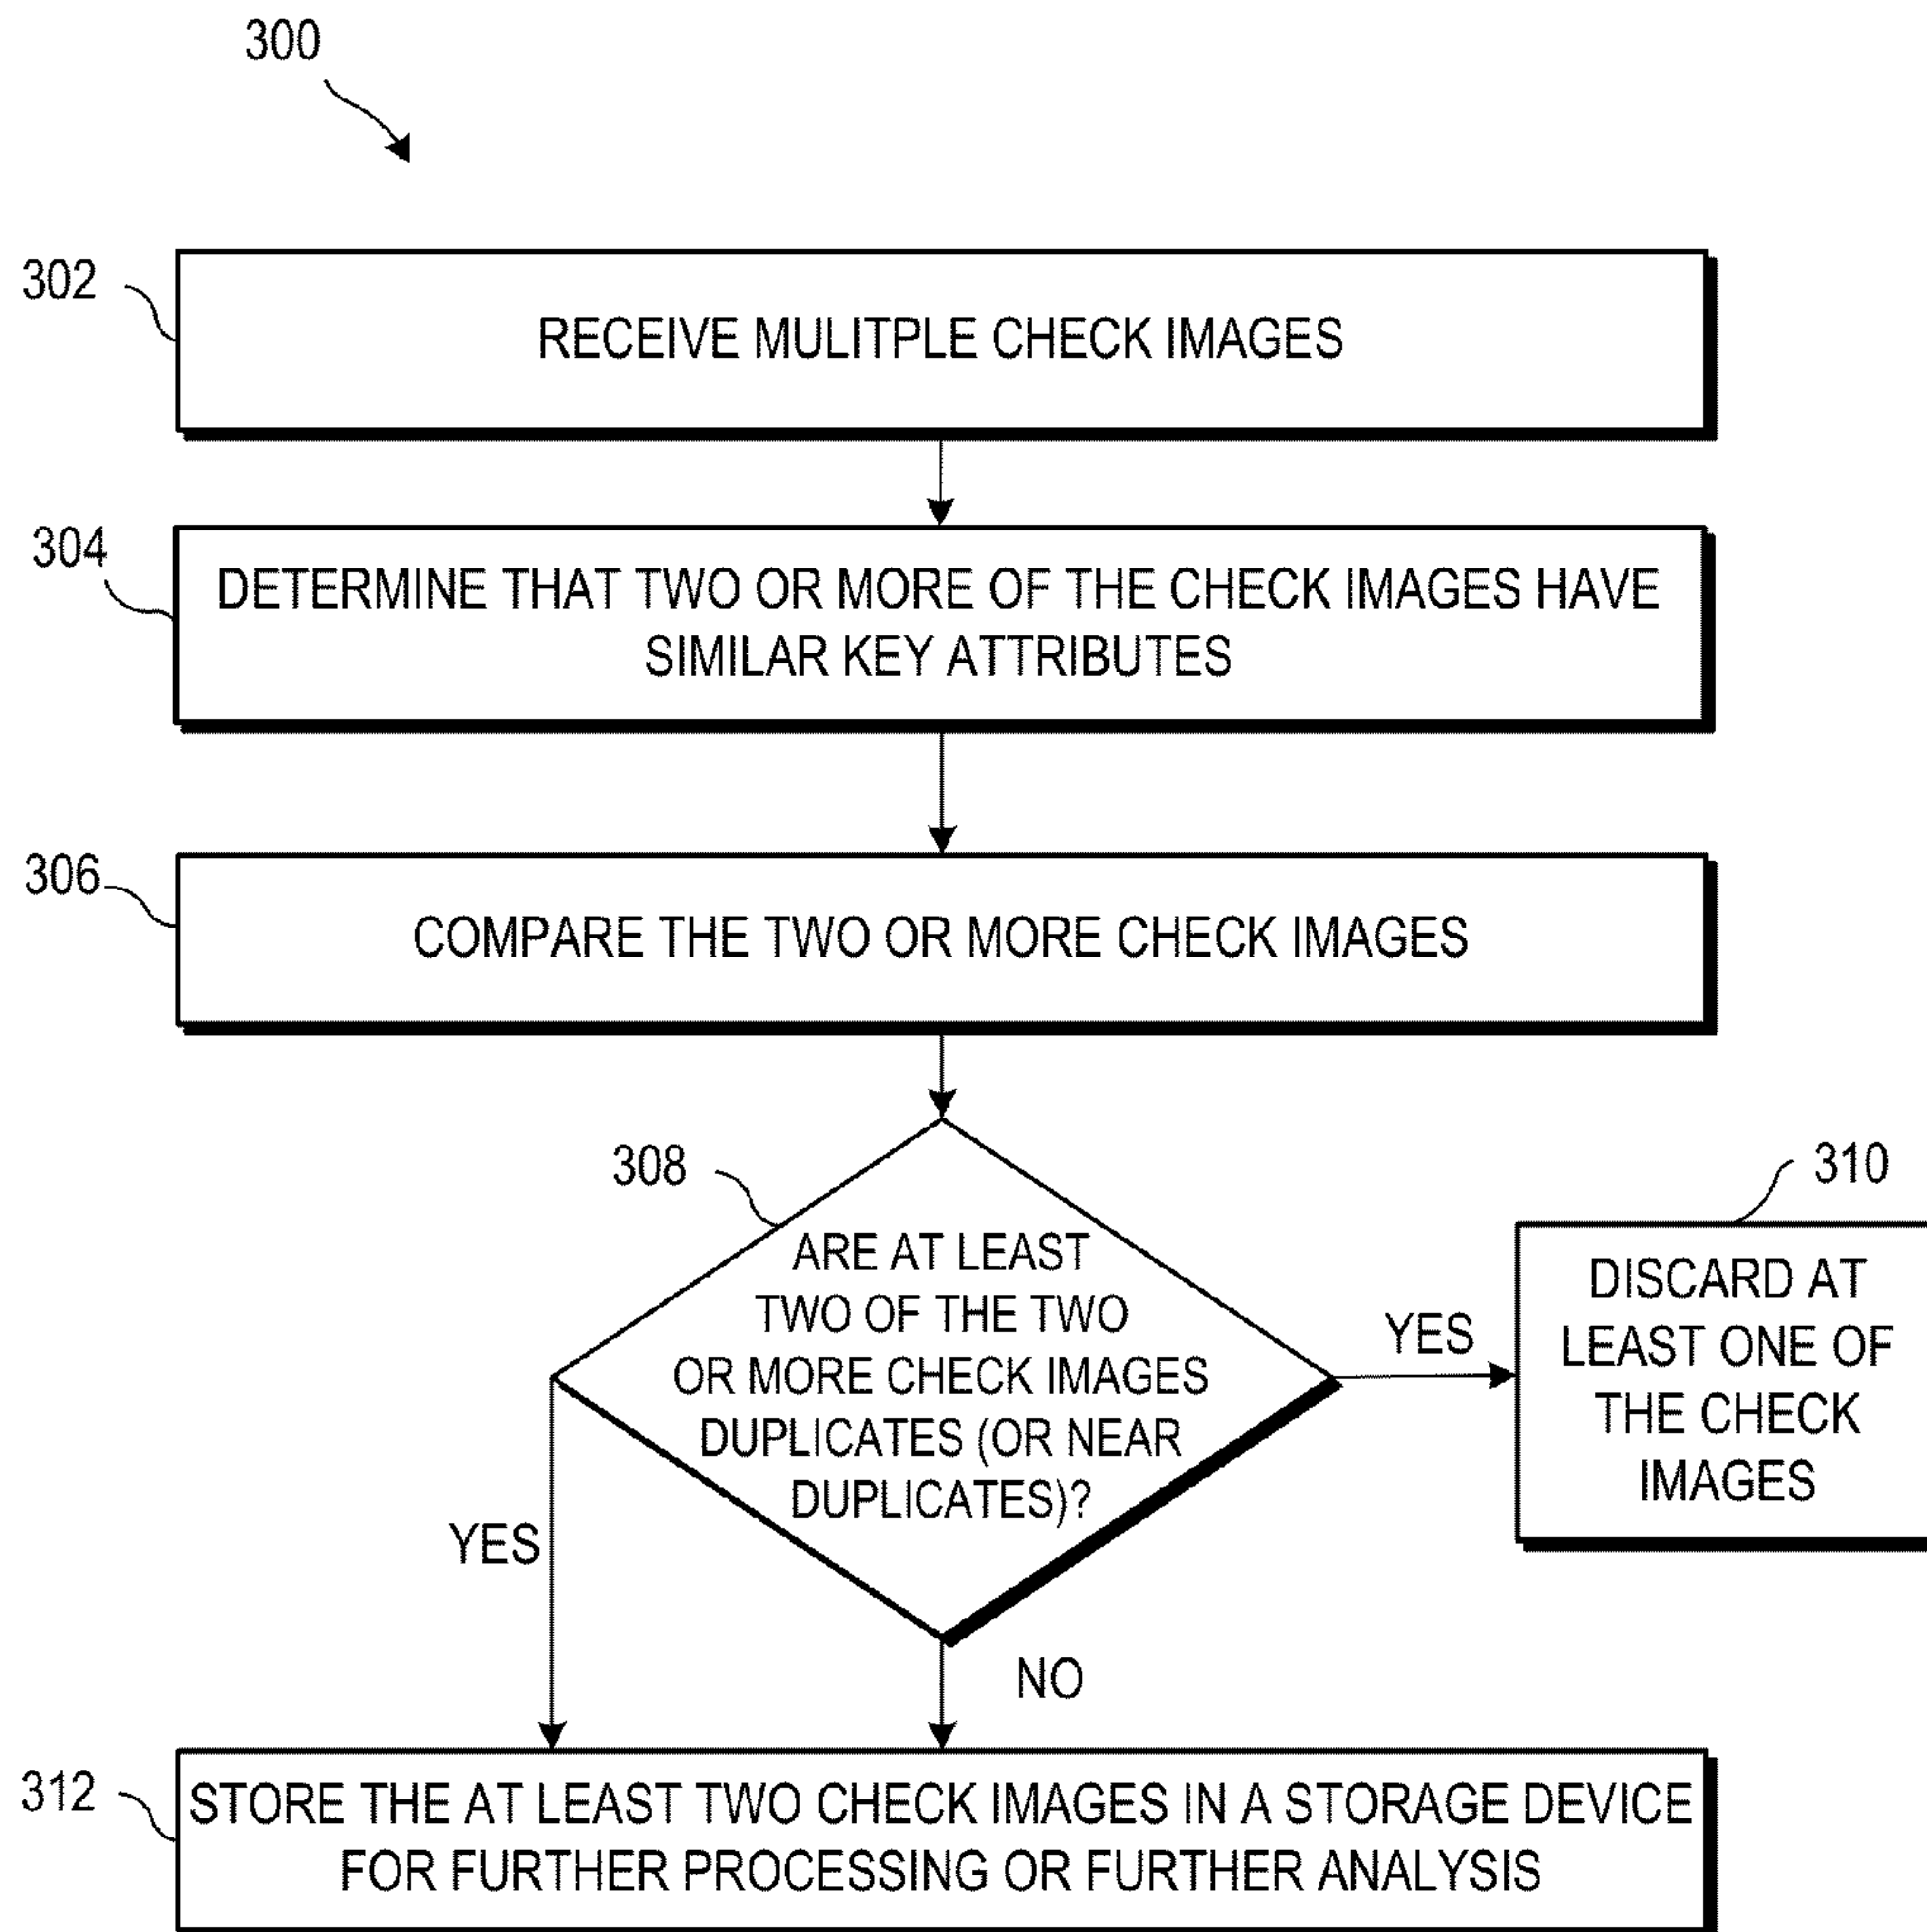 300
302
RECEIVE MULITPLE CHECK IMAGES
304
DETERMINE THAT TWO OR MORE OF THE CHECK IMAGES HAVE
SIMILAR KEY ATTRIBUTES
306
COMPARE THE TWO OR MORE CHECK IMAGES
308
ARE AT LEAST
TWO OF THE TWO
OR MORE CHECK IMAGES
DUPLICATES (OR NEAR
DUPLICATES)?
YES
310
DISCARD AT
LEAST ONE OF
THE CHECK
IMAGES
YES
NO
312
STORE THE AT LEAST TWO CHECK IMAGES IN A STORAGE DEVICE
FOR FURTHER PROCESSING OR FURTHER ANALYSIS